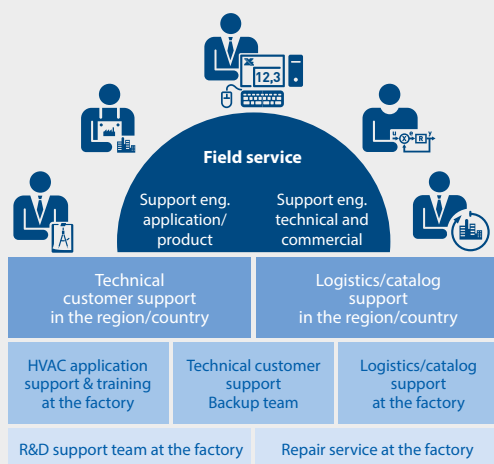 12,3
u X e R y
Field service
Support eng.
application/
product
Support eng.
technical and
commercial
Technical
customer support
in the region/country
Logistics/catalog
support
in the region/country
HVAC application
support & training
at the factory
Technical customer
support
Backup team
Logistics/catalog
support
at the factory
R&D support team at the factory
Repair service at the factory